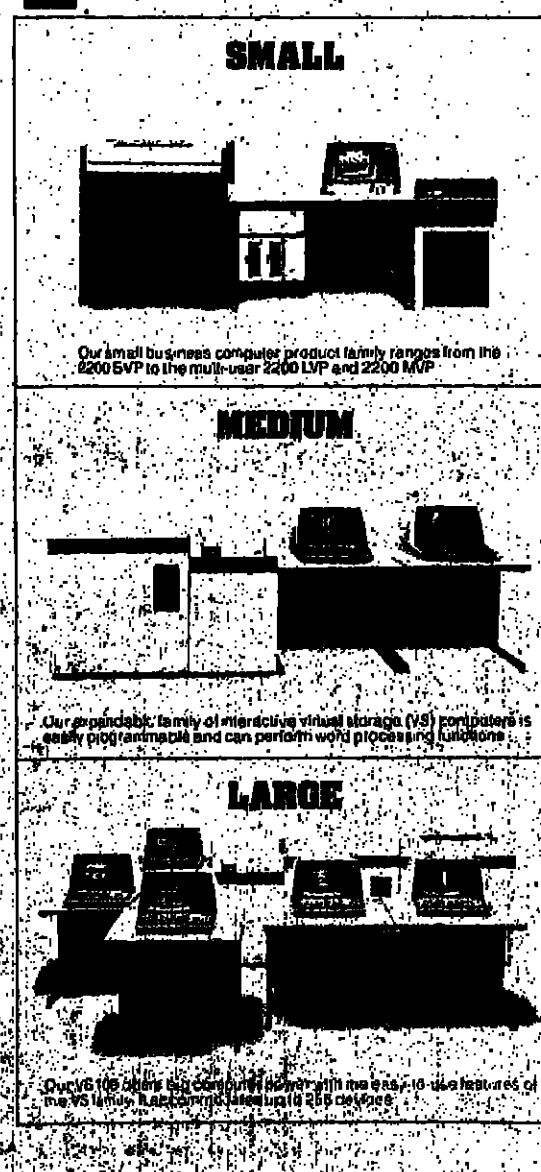 SMALL
Our small business computer product family ranges from the
2200 SVP to the multi-user 2200 LVP and 2200 MVP
MEDIUM
Our expandable family of interactive virtual storage (VS) computers is
easily programmable and can perform word processing functions
LARGE
Our VS 100 offers big computer power with the easy-to-use features of
the VS family. It accommodates up to 256 devices